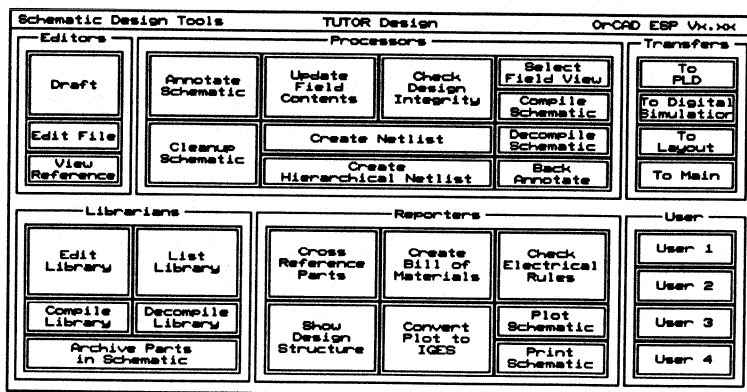 Schematic Design Tools TUTOR Design OrCAD ESP Vx.xx
Editors
Draft
Edit File
View
Reference
Processors
Annotate
Schematic
Update
Field
Contents
Check
Design
Integrity
Select
Field View
Compile
Schematic
Cleanup
Schematic
Create Netlist
Create
Hierarchical Netlist
Decompile
Schematic
Back
Annotate
Transfers
To
PLD
To Digital
Simulation
To
Layout
To Main
Librarians
Edit
Library
List
Library
Compile
Library
Decompile
Library
Archive Parts
in Schematic
Reporters
Cross
Reference
Parts
Create
Bill of
Materials
Check
Electrical
Rules
Show
Design
Structure
Convert
Plot to
IGES
Plot
Schematic
Print
Schematic
User
User 1
User 2
User 3
User 4